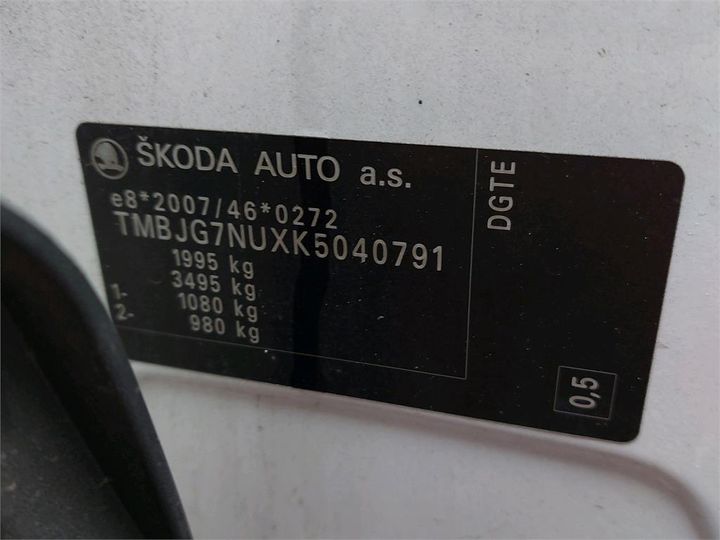 ŠKODA AUTO a.s.
e8*2007/46*0272
TMBJG7NUXK5040791
1995 kg
3495 kg
1- 1080 kg
2- 980 kg
DGTE
0,5